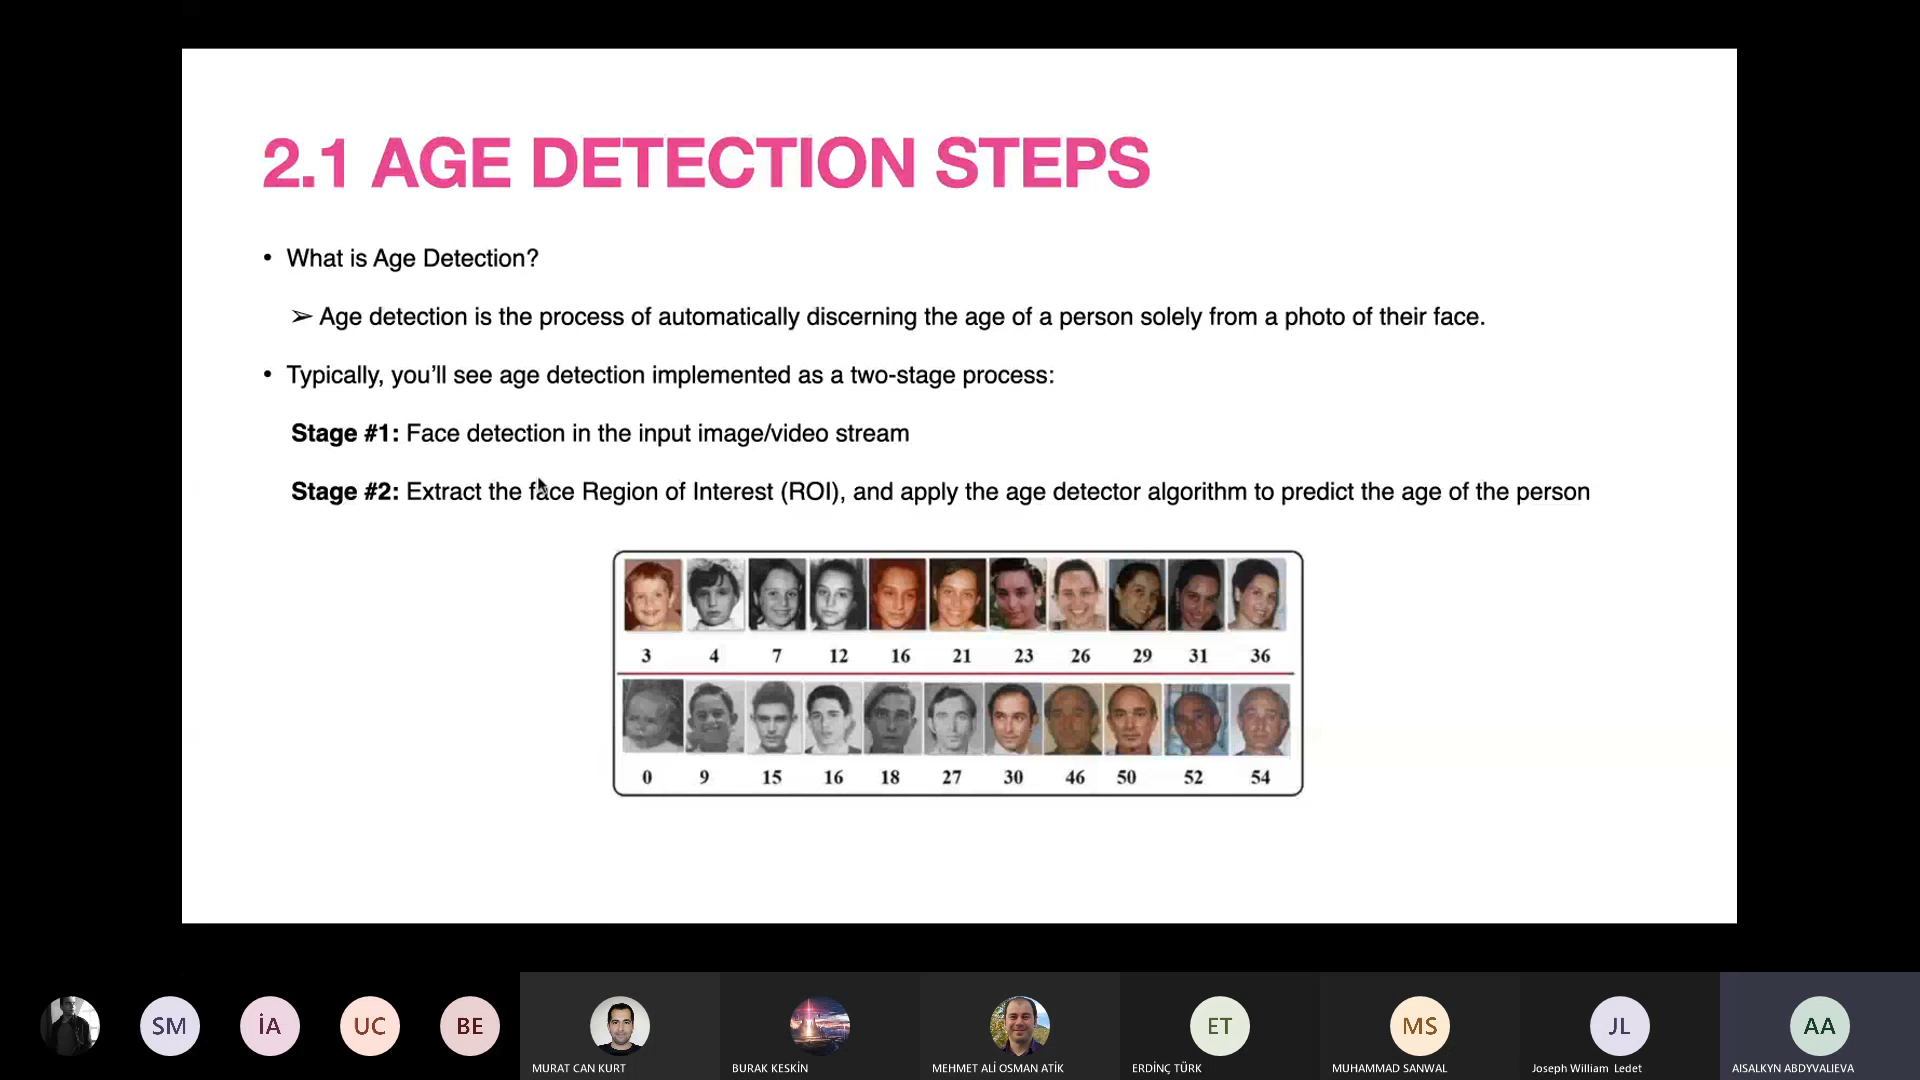 2.1 AGE DETECTION STEPS
• What is Age Detection?
➢ Age detection is the process of automatically discerning the age of a person solely from a photo of their face.
• Typically, you’ll see age detection implemented as a two-stage process:
Stage #1: Face detection in the input image/video stream
Stage #2: Extract the face Region of Interest (ROI), and apply the age detector algorithm to predict the age of the person
3 4 7 12 16 21 23 26 29 31 36
0 9 15 16 18 27 30 46 50 52 54
SM İA UC BE ET MS JL AA
MURAT CAN KURT BURAK KESKİN MEHMET ALİ OSMAN ATİK ERDİNÇ TÜRK MUHAMMAD SANWAL Joseph William Ledet AISALKYN ABDYVALIEVA